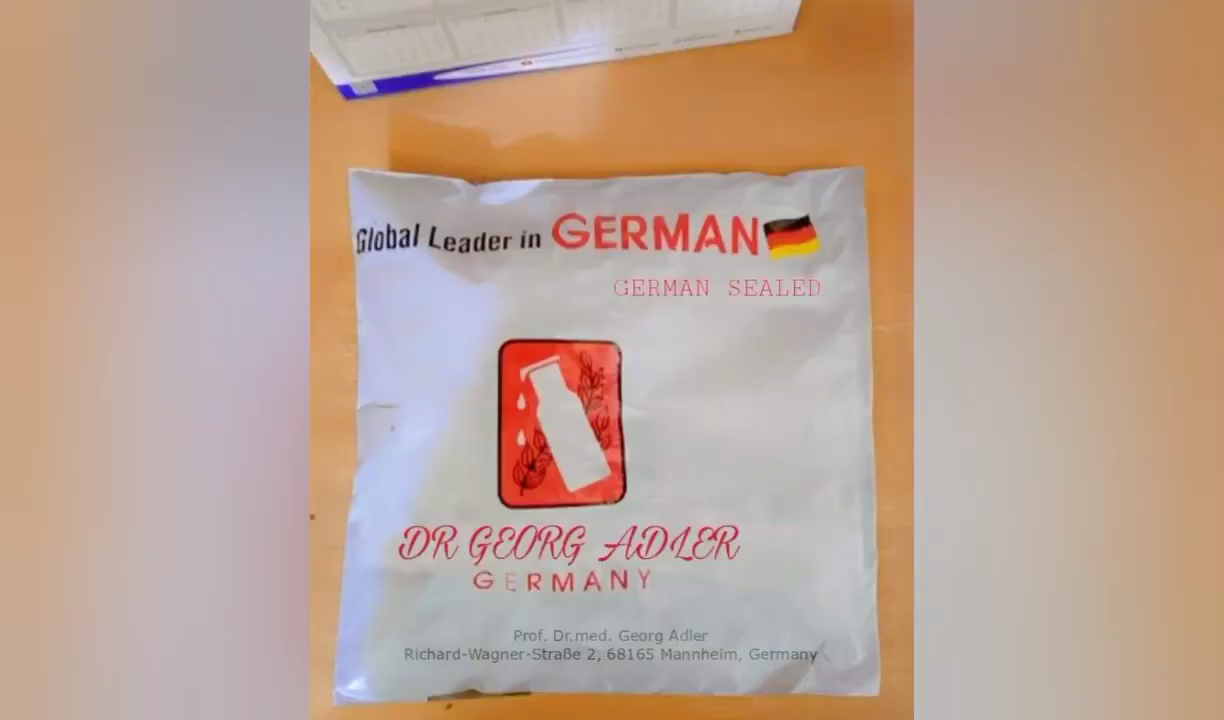 Global Leader in GERMAN
GERMAN SEALED
DR GEORG ADLER
GERMANY
Prof. Dr.med. Georg Adler
Richard-Wagner-Straße 2, 68165 Mannheim, Germany